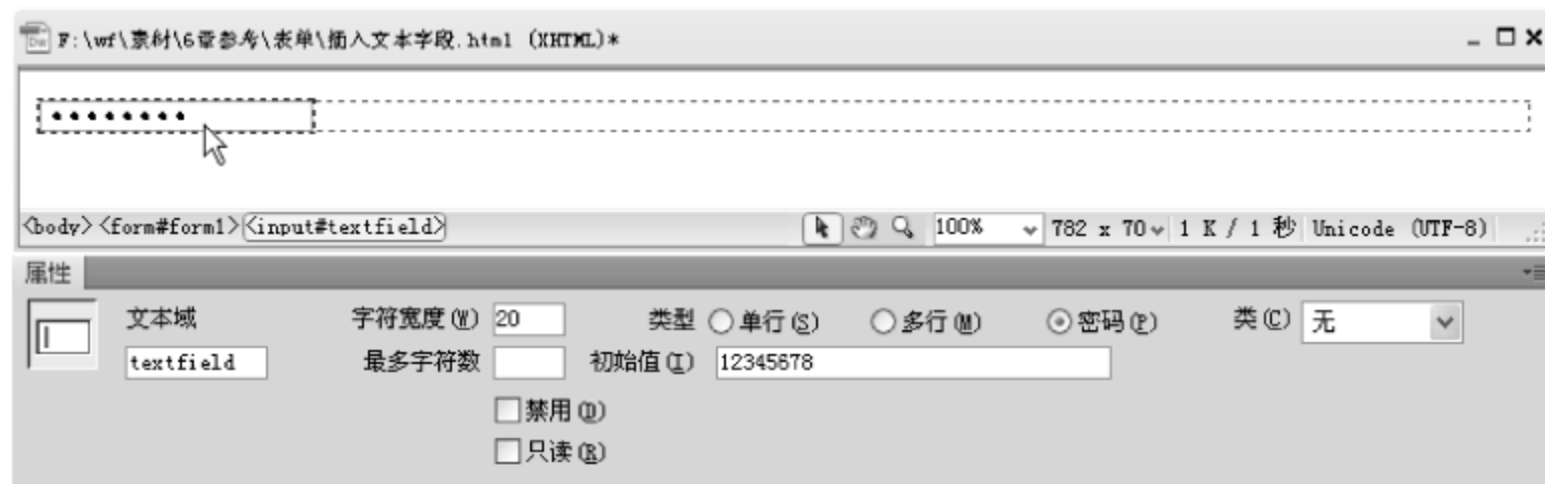 F:\wf\素材\6章参考\表单\插入文本字段.html (XHTML)*
••••••••
<body> <form#form1> <input#textfield> 100% 782 x 70 1 K / 1 秒 Unicode (UTF-8)
属性
文本域 字符宽度(W) 20 类型 单行(S) 多行(M) 密码(P) 类(C) 无
textfield 最多字符数 初始值(I) 12345678
禁用(D)
只读(R)